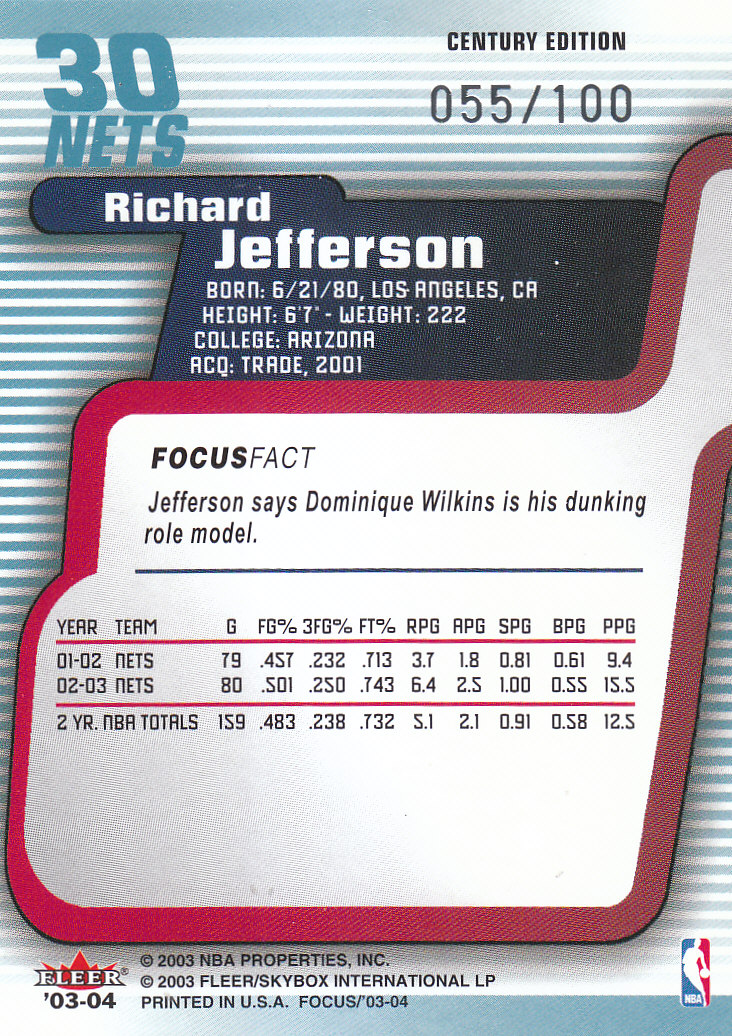 30
NETS
CENTURY EDITION
055/100
Richard
Jefferson
BORN: 6/21/80, LOS ANGELES, CA
HEIGHT: 6'7" - WEIGHT: 222
COLLEGE: ARIZONA
ACQ: TRADE, 2001
FOCUSFACT
Jefferson says Dominique Wilkins is his dunking
role model.
YEAR TEAM G FG% 3FG% FT% RPG APG SPG BPG PPG
01-02 NETS 79 .457 .232 .713 3.7 1.8 0.81 0.61 9.4
02-03 NETS 80 .501 .250 .743 6.4 2.5 1.00 0.55 15.5
2 YR. NBA TOTALS 159 .483 .238 .732 5.1 2.1 0.91 0.58 12.5
FLEER®
'03-04
© 2003 NBA PROPERTIES, INC.
© 2003 FLEER/SKYBOX INTERNATIONAL LP
PRINTED IN U.S.A. FOCUS/'03-04
NBA